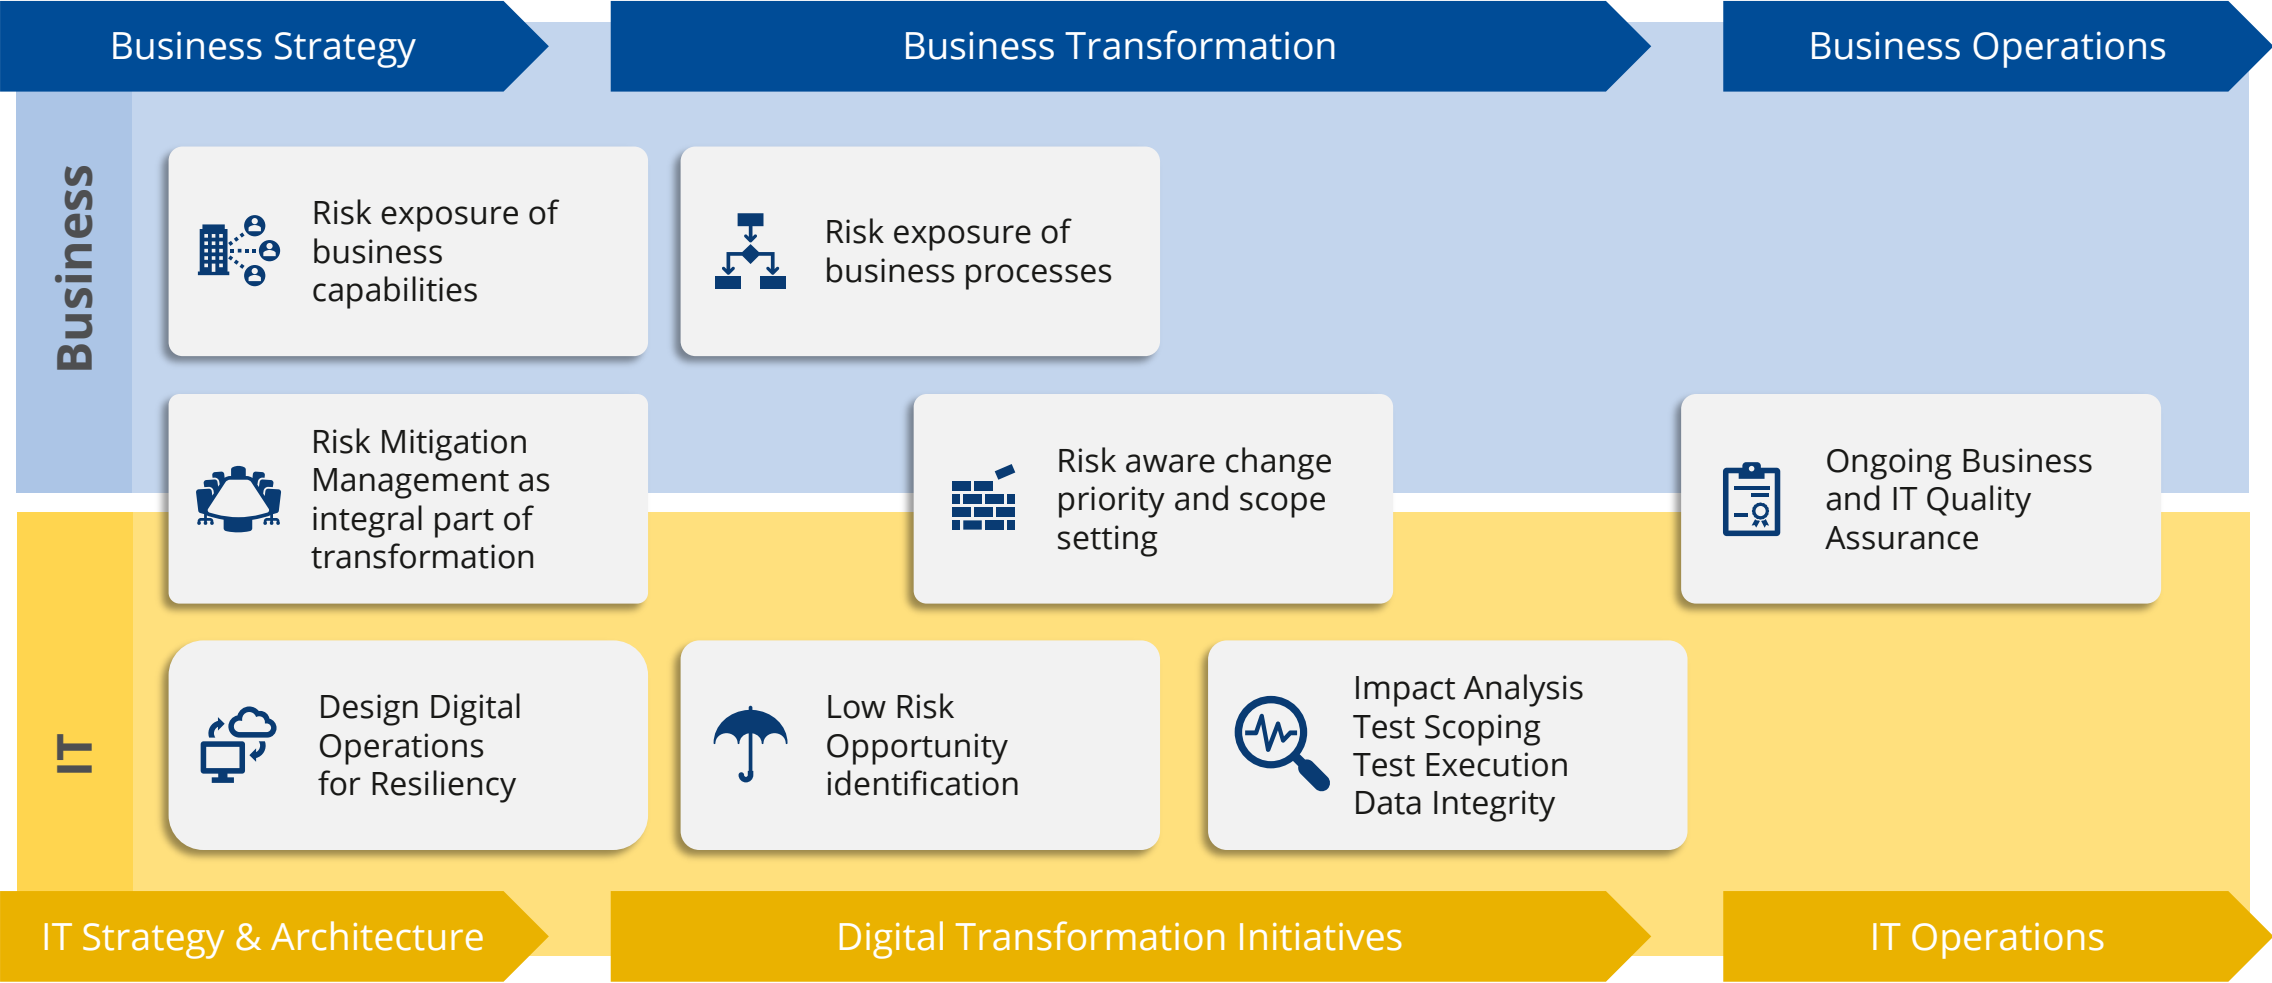 Business Strategy
Business Transformation
Business Operations
Business
Risk exposure of
business
capabilities
Risk exposure of
business processes
Risk Mitigation
Management as
integral part of
transformation
Risk aware change
priority and scope
setting
Ongoing Business
and IT Quality
Assurance
IT
Design Digital
Operations
for Resiliency
Low Risk
Opportunity
identification
Impact Analysis
Test Scoping
Test Execution
Data Integrity
IT Strategy & Architecture
Digital Transformation Initiatives
IT Operations